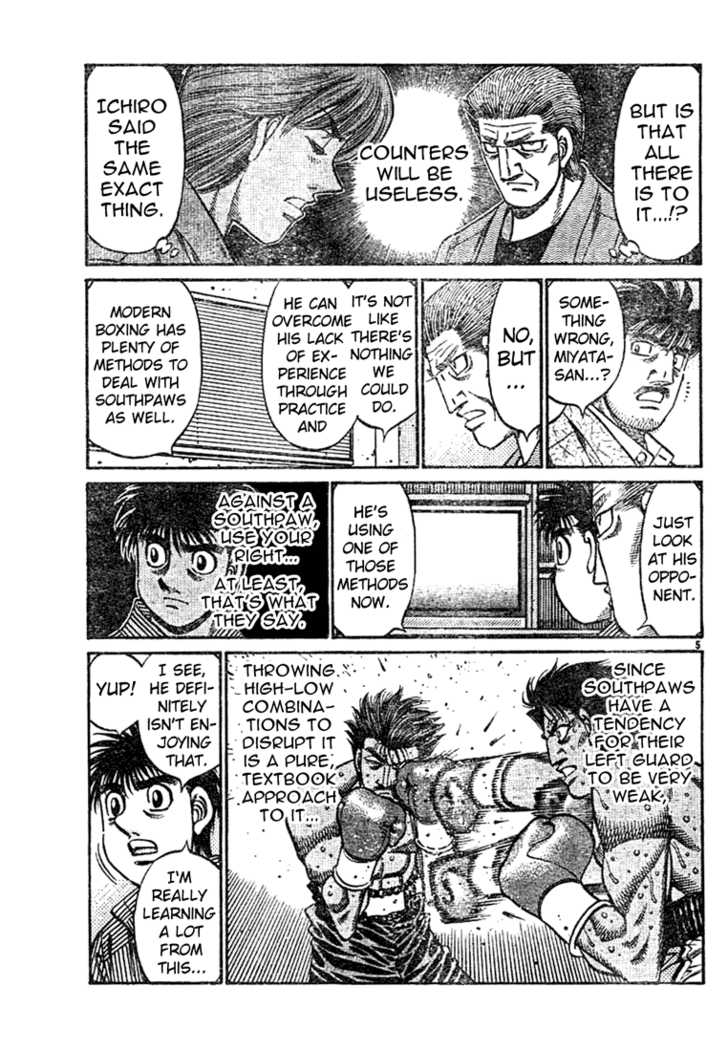 BUT IS
THAT
ALL
THERE
IS TO
IT...!?
COUNTERS
WILL BE
USELESS.
ICHIRO
SAID
THE
SAME
EXACT
THING.
SOME-
THING
WRONG,
MIYATA-
SAN...?
NO,
BUT
...
IT'S NOT
LIKE
THERE'S
NOTHING
WE
COULD
DO.
HE CAN
OVERCOME
HIS LACK
OF EX-
PERIENCE
THROUGH
PRACTICE
AND
MODERN
BOXING HAS
PLENTY OF
METHODS TO
DEAL WITH
SOUTHPAWS
AS WELL.
JUST
LOOK
AT HIS
OPPO-
NENT.
HE'S
USING
ONE OF
THOSE
METHODS
NOW.
AGAINST A
SOUTHPAW,
USE YOUR
RIGHT...
AT LEAST,
THAT'S WHAT
THEY SAY.
5
SINCE
SOUTHPAWS
HAVE A
TENDENCY
FOR THEIR
LEFT GUARD
TO BE VERY
WEAK,
THROWING
HIGH-LOW
COMBINA-
TIONS TO
DISRUPT IT
IS A PURE,
TEXTBOOK
APPROACH
TO IT...
I SEE,
HE DEFI-
NITELY
ISN'T EN-
JOYING
THAT.
YUP!
I'M
REALLY
LEARNING
A LOT
FROM
THIS...